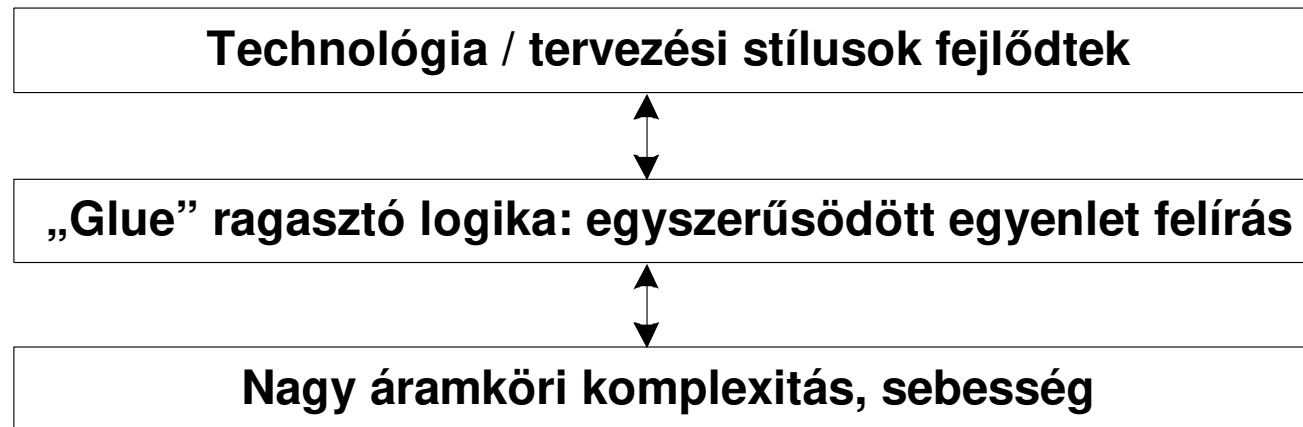 Technológia / tervezési stílusok fejlődtek
„Glue” ragasztó logika: egyszerűsödött egyenlet felírás
Nagy áramköri komplexitás, sebesség